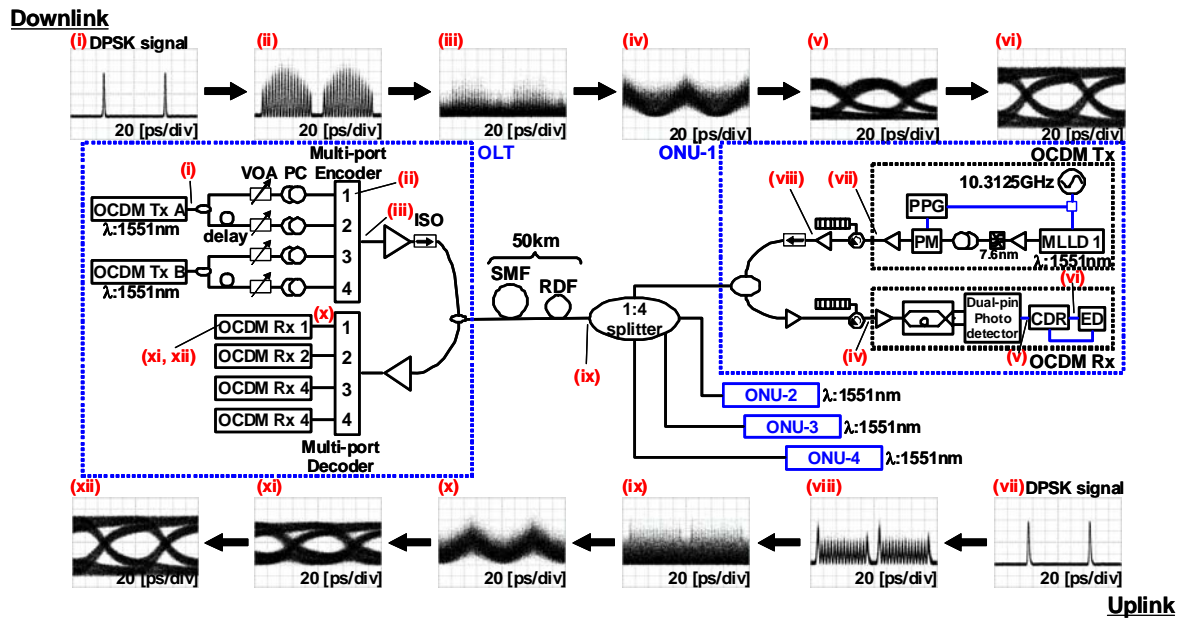 Downlink
(i) DPSK signal
(ii)
(iii)
(iv)
(v)
(vi)
20 [ps/div]
20 [ps/div]
20 [ps/div]
20 [ps/div]
20 [ps/div]
20 [ps/div]
Multi-port
Encoder
OLT
ONU-1
OCDM Tx
(i)
VOA
PC
(ii)
(iii)
ISO
OCDM Tx A
λ:1551nm
delay
OCDM Tx B
λ:1551nm
1
2
3
4
(viii)
(vii)
10.3125GHz
PPG
PM
7.6nm
MLLD 1
λ:1551nm
50km
SMF
RDF
1:4
splitter
(ix)
(vi)
Dual-pin
Photo
detector
CDR
ED
(iv)
(v)
OCDM Rx
(x)
OCDM Rx 1
(xi, xii)
OCDM Rx 2
OCDM Rx 4
OCDM Rx 4
1
2
3
4
Multi-port
Decoder
ONU-2
λ:1551nm
ONU-3
λ:1551nm
ONU-4
λ:1551nm
(xii)
(xi)
(x)
(ix)
(viii)
(vii) DPSK signal
20 [ps/div]
20 [ps/div]
20 [ps/div]
20 [ps/div]
20 [ps/div]
20 [ps/div]
Uplink